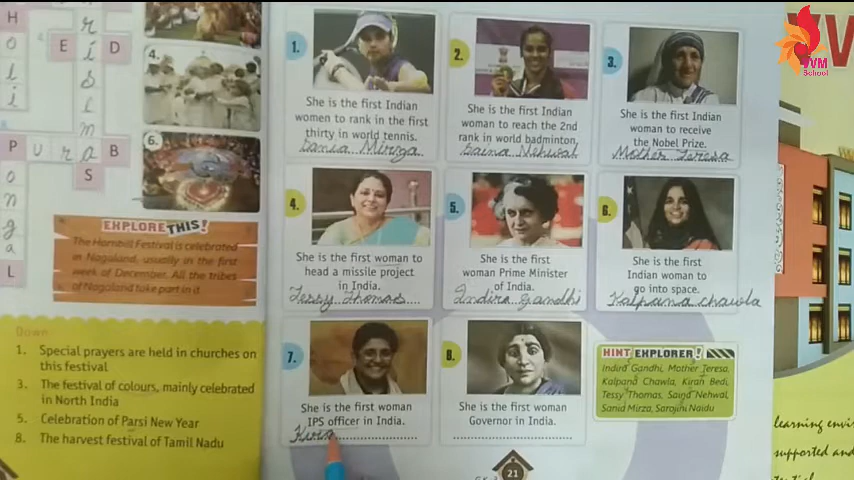 H
o
l
i
r
E i D
s
t
m
P u r a B
o S
n
g
a
L
4.
6.
EXPLORE THIS!
The Hornbill Festival is celebrated
in Nagaland, usually in the first
week of December. All the tribes
of Nagaland take part in it.
Down
1. Special prayers are held in churches on
this festival
3. The festival of colours, mainly celebrated
in North India
5. Celebration of Parsi New Year
8. The harvest festival of Tamil Nadu
1.
She is the first Indian
women to rank in the first
thirty in world tennis.
Sania Mirza
2.
She is the first Indian
woman to reach the 2nd
rank in world badminton.
Saina Nehwal
3.
She is the first Indian
woman to receive
the Nobel Prize.
Mother Teresa
4.
She is the first woman to
head a missile project
in India.
Tessy Thomas
5.
She is the first
woman Prime Minister
of India.
Indira Gandhi
6.
She is the first
Indian woman to
go into space.
Kalpana chawla
7.
She is the first woman
IPS officer in India.
Kira
8.
She is the first woman
Governor in India.
HINT EXPLORER!
Indira Gandhi, Mother Teresa,
Kalpana Chawla, Kiran Bedi,
Tessy Thomas, Saina Nehwal,
Sania Mirza, Sarojini Naidu
21
JVM
School
learning envi
supported and